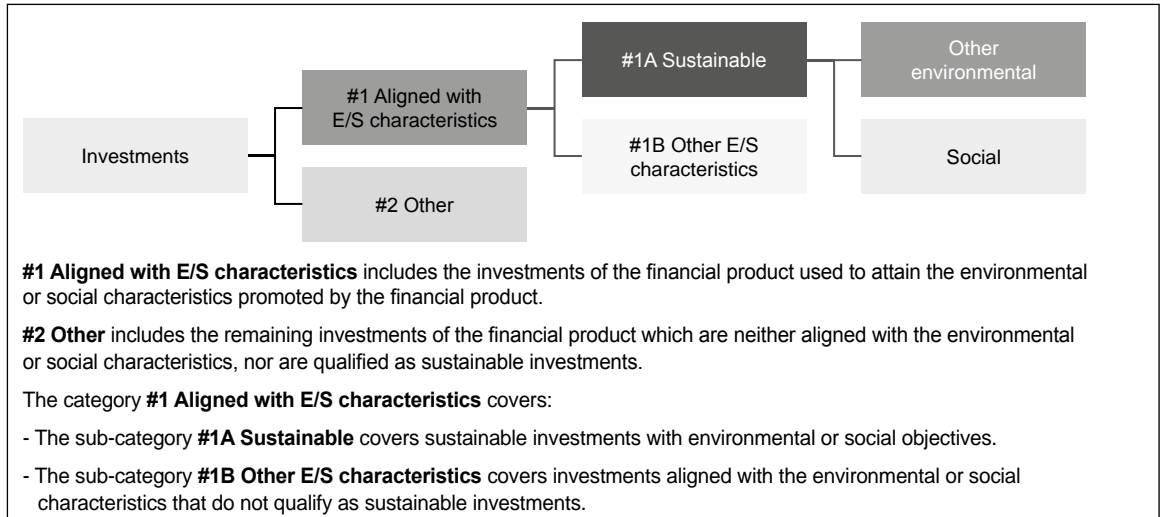 Investments
#1 Aligned with
E/S characteristics
#2 Other
#1A Sustainable
#1B Other E/S
characteristics
Other
environmental
Social
#1 Aligned with E/S characteristics includes the investments of the financial product used to attain the environmental
or social characteristics promoted by the financial product.
#2 Other includes the remaining investments of the financial product which are neither aligned with the environmental
or social characteristics, nor are qualified as sustainable investments.
The category #1 Aligned with E/S characteristics covers:
- The sub-category #1A Sustainable covers sustainable investments with environmental or social objectives.
- The sub-category #1B Other E/S characteristics covers investments aligned with the environmental or social
characteristics that do not qualify as sustainable investments.